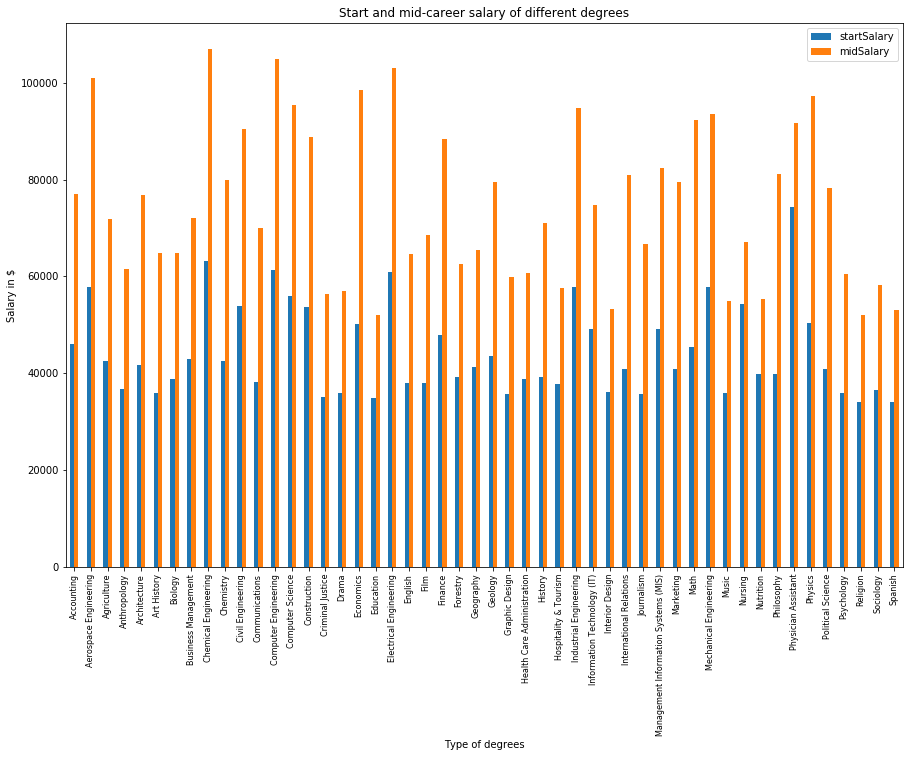 Start and mid-career salary of different degrees
startSalary
midSalary
Salary in $
100000
80000
60000
40000
20000
0
Accounting
Aerospace Engineering
Agriculture
Anthropology
Architecture
Art History
Biology
Business Management
Chemical Engineering
Chemistry
Civil Engineering
Communications
Computer Engineering
Computer Science
Construction
Criminal Justice
Drama
Economics
Education
Electrical Engineering
English
Film
Finance
Forestry
Geography
Geology
Graphic Design
Health Care Administration
History
Hospitality & Tourism
Industrial Engineering
Information Technology (IT)
Interior Design
International Relations
Journalism
Management Information Systems (MIS)
Marketing
Math
Mechanical Engineering
Music
Nursing
Nutrition
Philosophy
Physician Assistant
Physics
Political Science
Psychology
Religion
Sociology
Spanish
Type of degrees